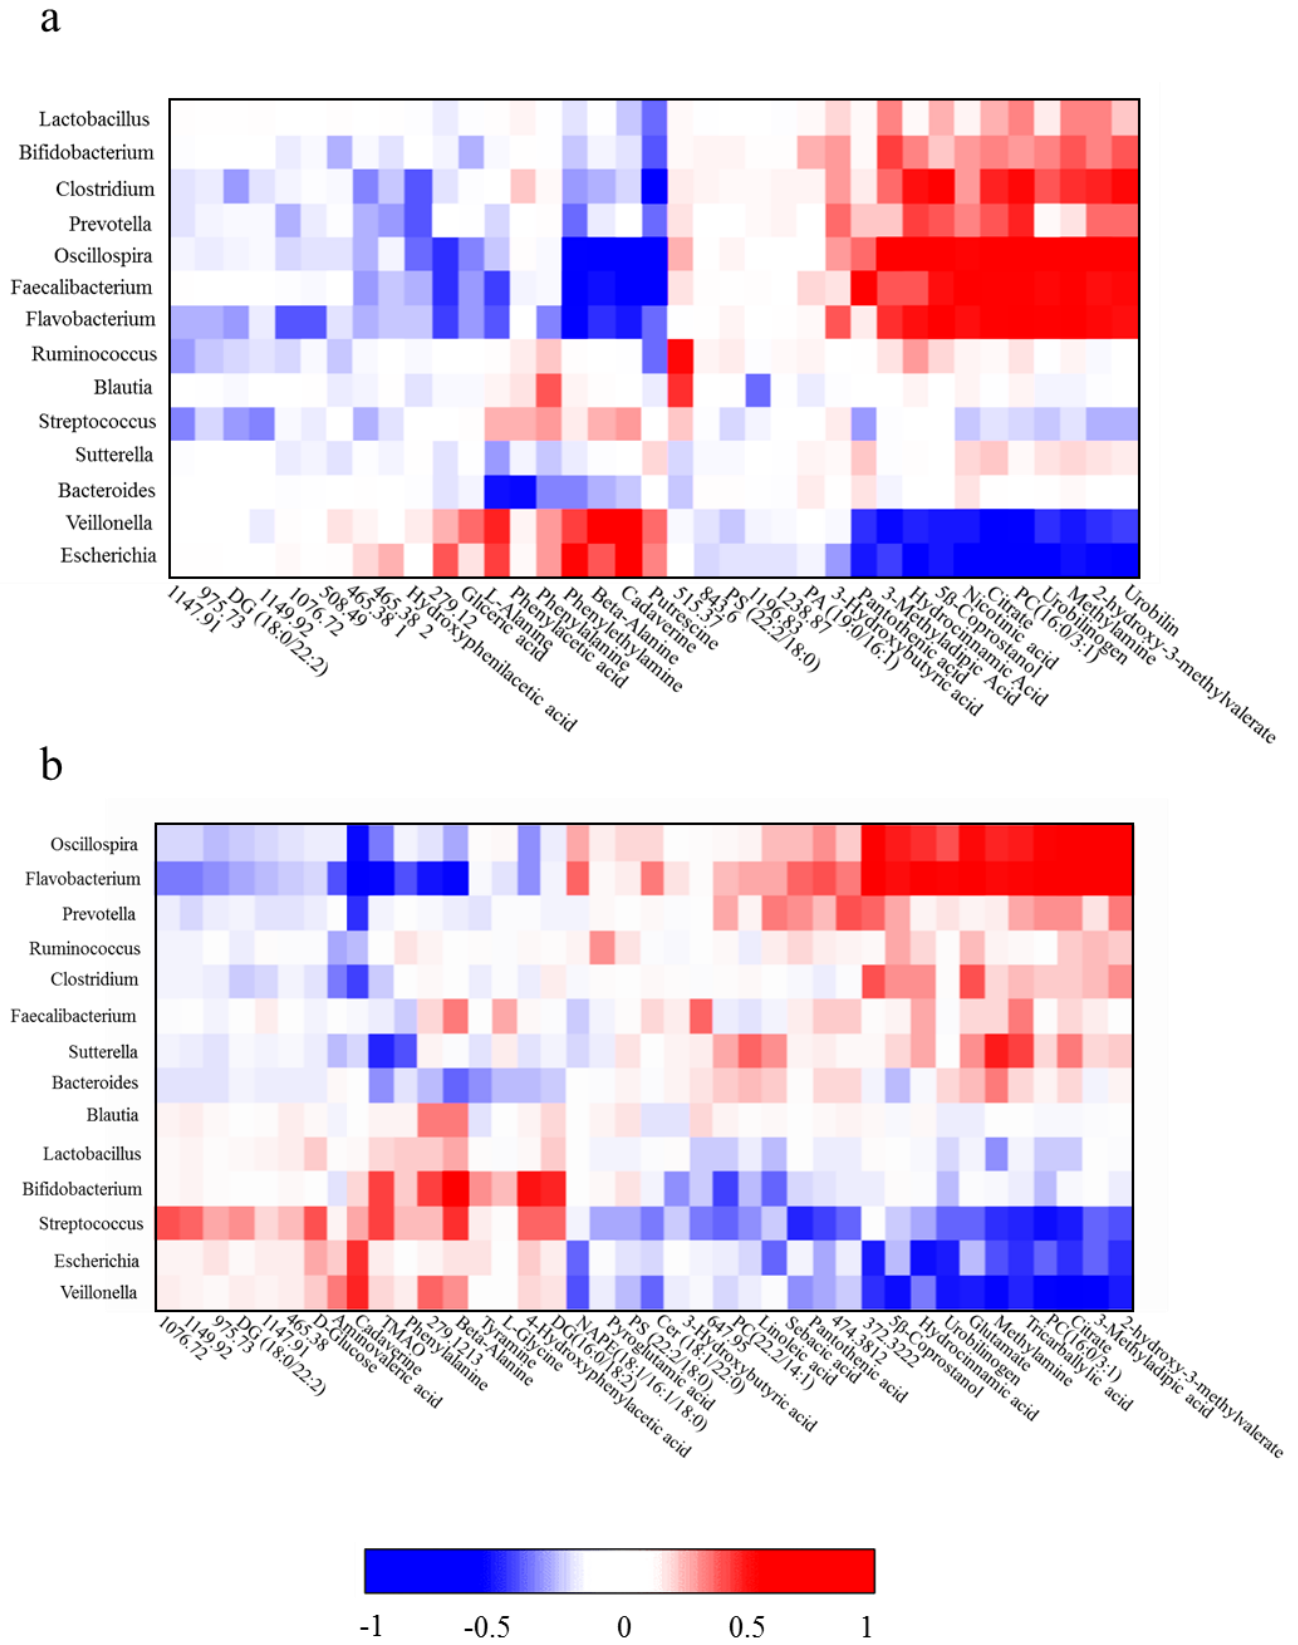 a
Lactobacillus
Bifidobacterium
Clostridium
Prevotella
Oscillospira
Faecalibacterium
Flavobacterium
Ruminococcus
Blautia
Streptococcus
Sutterella
Bacteroides
Veillonella
Escherichia
1147.91
975.73
DG (18:0/22:2)
1149.92
1076.72
508.49
465.38 1
465.38 2
Hydroxyphenilacetic acid
279.12
Gliceric acid
L-Alanine
Phenylacetic acid
Phenylalanine
Phenylethylamine
Beta-Alanine
Cadaverine
Putrescine
515.37
843.6
PS (22:2/18:0)
1196.83
1238.87
PA (19:0/16:1)
3-Hydroxybutyric acid
Pantothenic acid
3-Methyladipic Acid
Hydrocinnamic Acid
5ß-Coprostanol
Nicotinic acid
Citrate
PC(16:0/3:1)
Urobilinogen
Methylamine
2-hydroxy-3-methylvalerate
Urobilin
b
Oscillospira
Flavobacterium
Prevotella
Ruminococcus
Clostridium
Faecalibacterium
Sutterella
Bacteroides
Blautia
Lactobacillus
Bifidobacterium
Streptococcus
Escherichia
Veillonella
1076.72
1149.92
975.73
DG (18:0/22:2)
1147.91
465.38
D-Glucose
Aminovaleric acid
Cadaverine
TMAO
Phenylalanine
279.1213
Beta-Alanine
Tyramine
L-Glycine
4-Hydroxyphenylacetic acid
DG(16:0/18:2)
NAPE(18:1/16:1/18:0)
Pyroglutamic acid
PS (22:2/18:0)
Cer (18:1/22:0)
3-Hydroxybutyric acid
647.95
PC(22:2/14:1)
Linoleic acid
Sebacic acid
Pantothenic acid
474.3812
372.3222
5ß-Coprostanol
Hydrocinnamic acid
Urobilinogen
Glutamate
Methylamine
Tricarballylic acid
PC(16:0/3:1)
Citrate
3-Methyladipic acid
2-hydroxy-3-methylvalerate
-1 -0.5 0 0.5 1